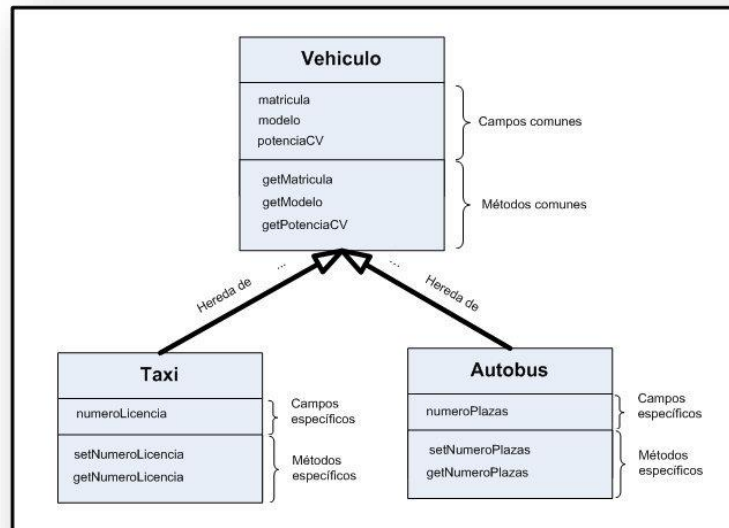 Vehiculo
matricula
modelo
potenciaCV
Campos comunes
getMatricula
getModelo
getPotenciaCV
Métodos comunes
Hereda de ...
... Hereda de
Taxi
numeroLicencia
Campos
específicos
setNumeroLicencia
getNumeroLicencia
Métodos
específicos
Autobus
numeroPlazas
Campos
específicos
setNumeroPlazas
getNumeroPlazas
Métodos
específicos